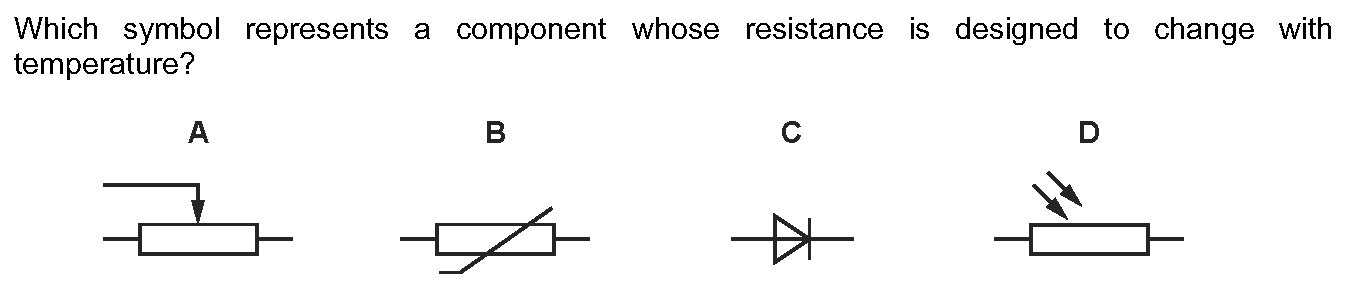 Which symbol represents a component whose resistance is designed to change with
temperature?
A B C D